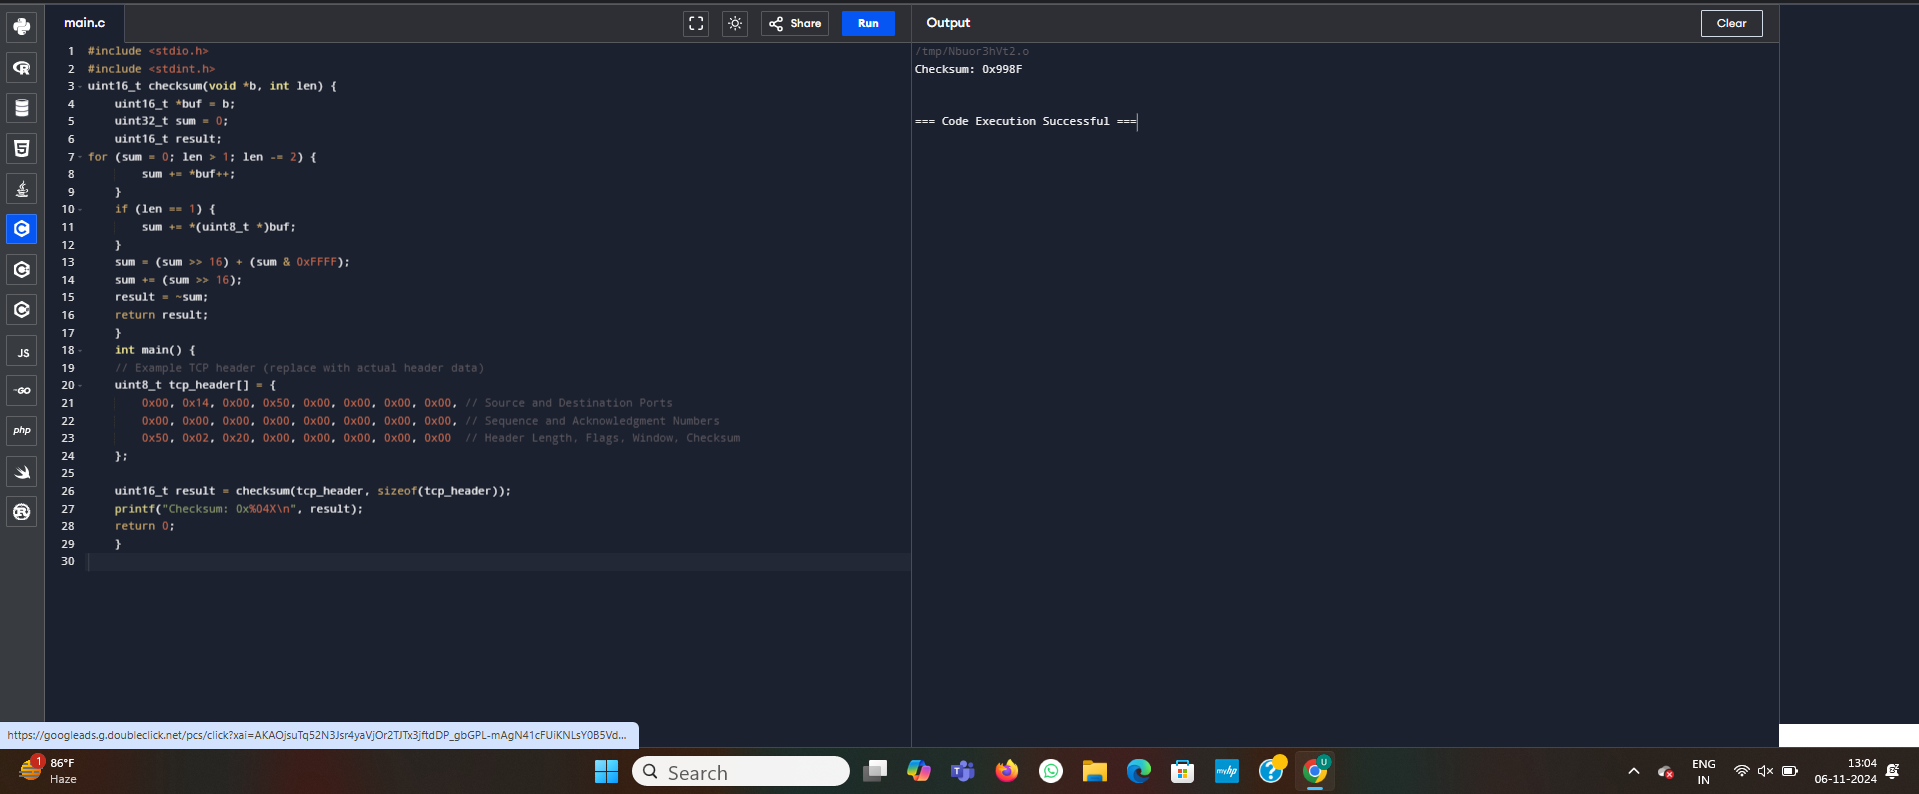 main.c
Share
Run
Output
Clear
1 #include <stdio.h>
2 #include <stdint.h>
3 uint16_t checksum(void *b, int len) {
4 uint16_t *buf = b;
5 uint32_t sum = 0;
6 uint16_t result;
7 for (sum = 0; len > 1; len -= 2) {
8 sum += *buf++;
9 }
10 if (len == 1) {
11 sum += *(uint8_t *)buf;
12 }
13 sum = (sum >> 16) + (sum & 0xFFFF);
14 sum += (sum >> 16);
15 result = ~sum;
16 return result;
17 }
18 int main() {
19 // Example TCP header (replace with actual header data)
20 uint8_t tcp_header[] = {
21 0x00, 0x14, 0x00, 0x50, 0x00, 0x00, 0x00, 0x00, // Source and Destination Ports
22 0x00, 0x00, 0x00, 0x00, 0x00, 0x00, 0x00, 0x00, // Sequence and Acknowledgment Numbers
23 0x50, 0x02, 0x20, 0x00, 0x00, 0x00, 0x00, 0x00 // Header Length, Flags, Window, Checksum
24 };
25
26 uint16_t result = checksum(tcp_header, sizeof(tcp_header));
27 printf("Checksum: 0x%04X\n", result);
28 return 0;
29 }
30
/tmp/Nbuor3hVt2.o
Checksum: 0x998F
=== Code Execution Successful ===
JS
GO
php
https://googleads.g.doubleclick.net/pcs/click?xai=AKAOjsuTq52N3Jsr4yaVjOr2TJTx3jftdDP_gbGPL-mAgN41cFUiKNLsY0B5Vd...
1
86°F
Haze
Search
myhp
U
ENG
IN
13:04
06-11-2024